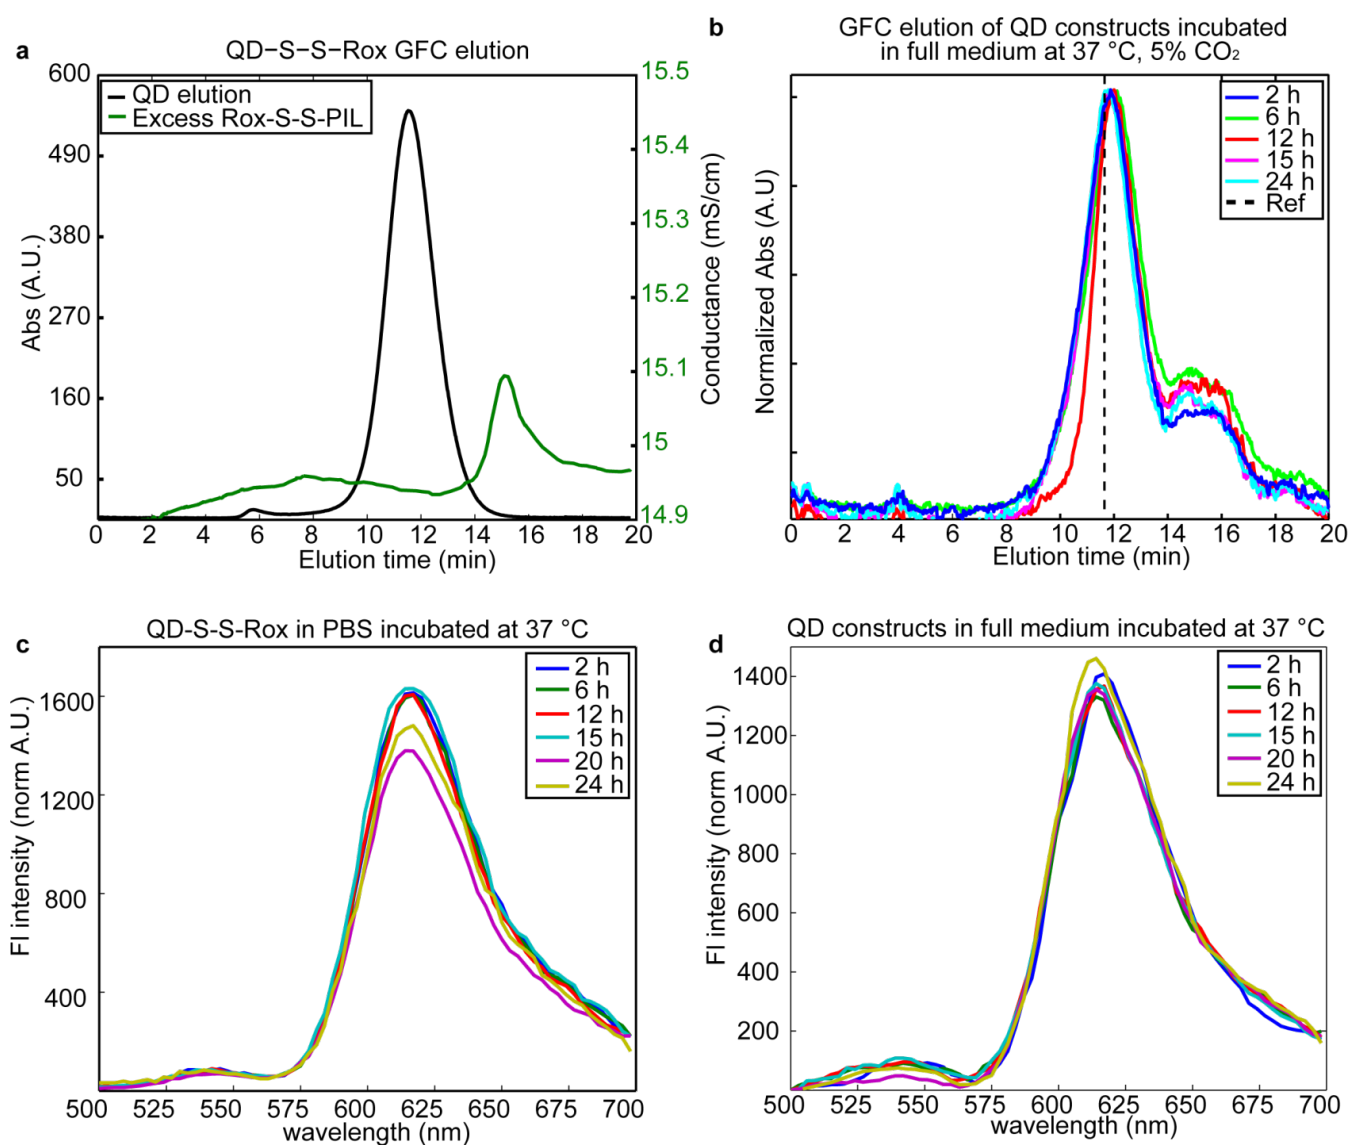 a
QD-S-S-Rox GFC elution
600
490
380
270
160
50
Abs (A.U.)
QD elution
Excess Rox-S-S-PIL
15.5
15.4
15.3
15.2
15.1
15
14.9
Conductance (mS/cm)
0 2 4 6 8 10 12 14 16 18 20
Elution time (min)
b
GFC elution of QD constructs incubated
in full medium at 37 °C, 5% CO₂
Normalized Abs (A.U)
2 h
6 h
12 h
15 h
24 h
Ref
0 2 4 6 8 10 12 14 16 18 20
Elution time (min)
c
QD-S-S-Rox in PBS incubated at 37 °C
1600
1200
800
400
FI intensity (norm A.U.)
2 h
6 h
12 h
15 h
20 h
24 h
500 525 550 575 600 625 650 675 700
wavelength (nm)
d
QD constructs in full medium incubated at 37 °C
1400
1200
1000
800
600
400
200
FI intensity (norm A.U.)
2 h
6 h
12 h
15 h
20 h
24 h
500 525 550 575 600 625 650 675 700
wavelength (nm)